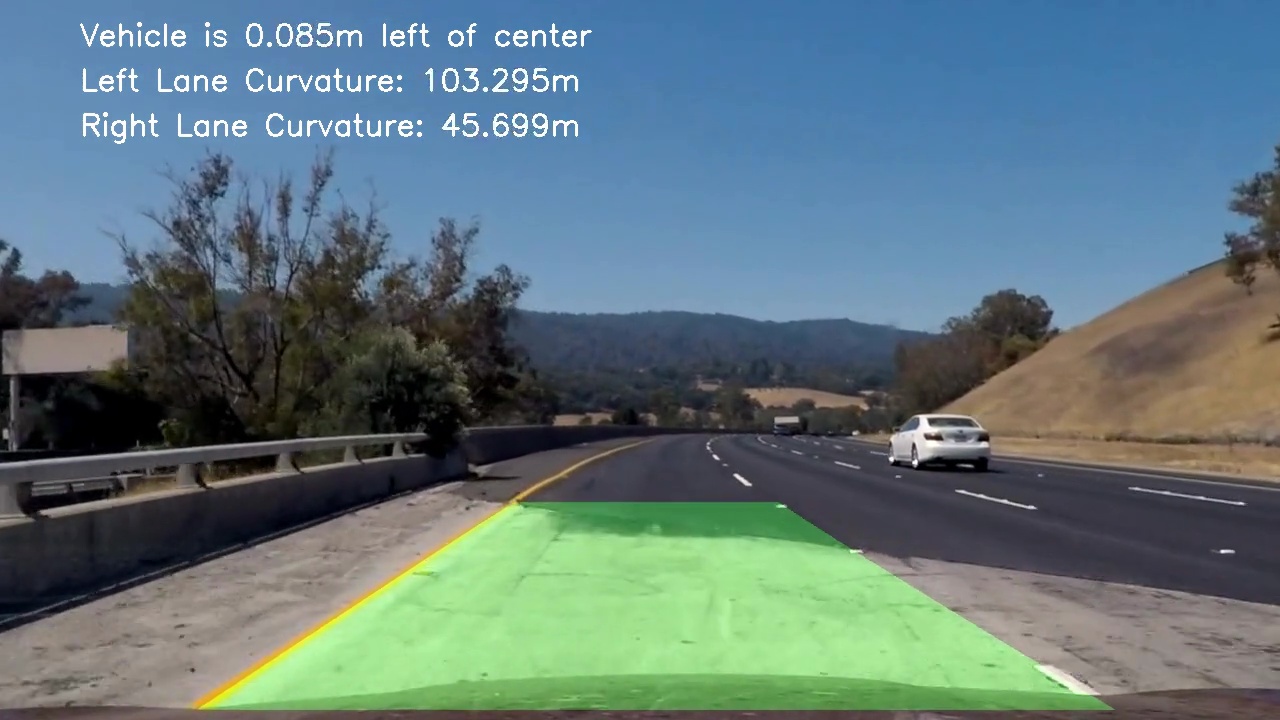 Vehicle is 0.085m left of center
Left Lane Curvature: 103.295m
Right Lane Curvature: 45.699m